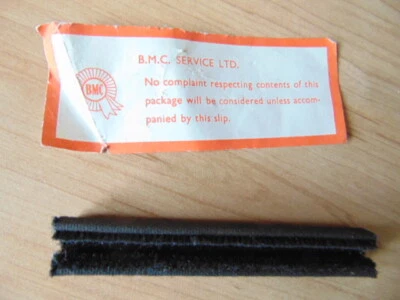 B.M.C. SERVICE LTD.
BMC
No complaint respecting contents of this
package will be considered unless accom-
panied by this slip.